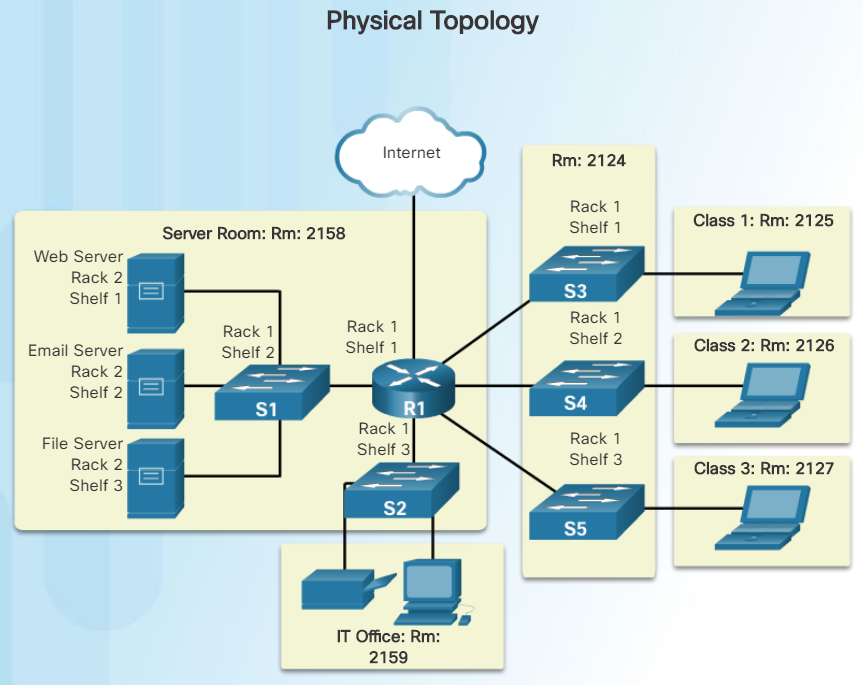 Physical Topology
Internet
Server Room: Rm: 2158
Web Server
Rack 2
Shelf 1
Email Server
Rack 2
Shelf 2
File Server
Rack 2
Shelf 3
Rack 1
Shelf 2
S1
Rack 1
Shelf 1
R1
Rack 1
Shelf 3
S2
IT Office: Rm:
2159
Rm: 2124
Rack 1
Shelf 1
S3
Rack 1
Shelf 2
S4
Rack 1
Shelf 3
S5
Class 1: Rm: 2125
Class 2: Rm: 2126
Class 3: Rm: 2127